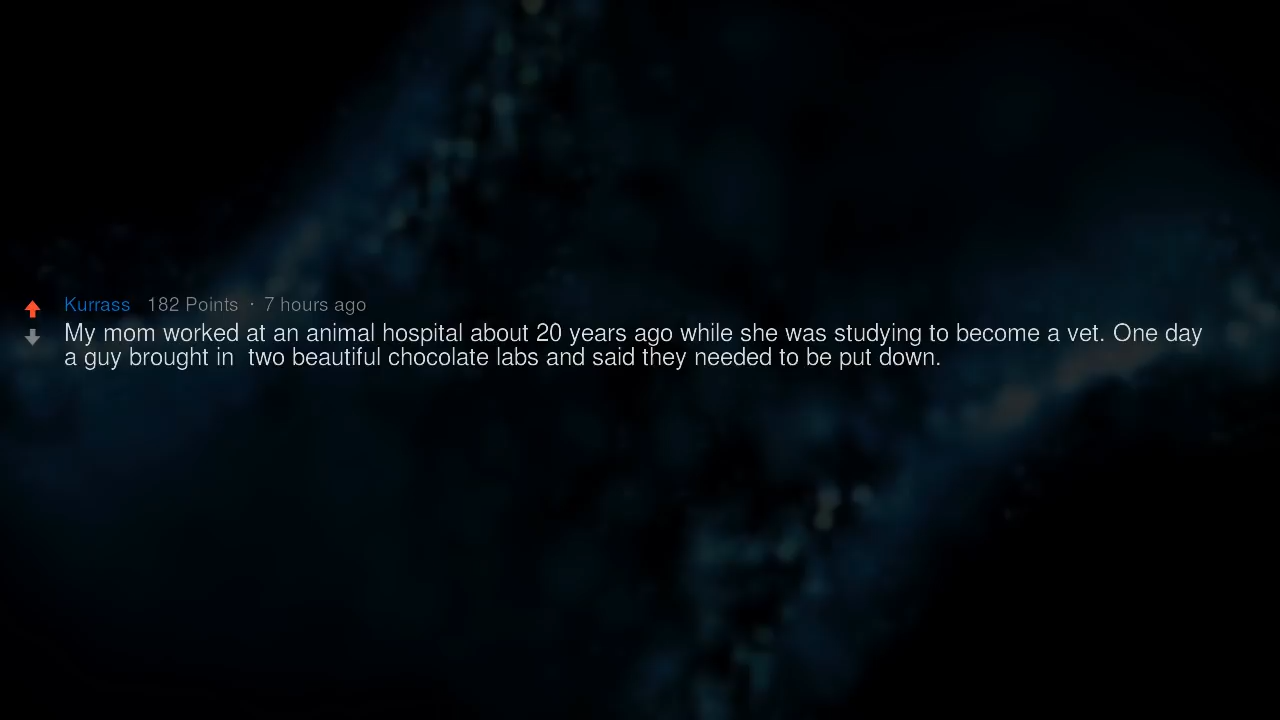 Kurrass 182 Points · 7 hours ago
My mom worked at an animal hospital about 20 years ago while she was studying to become a vet. One day
a guy brought in  two beautiful chocolate labs and said they needed to be put down.